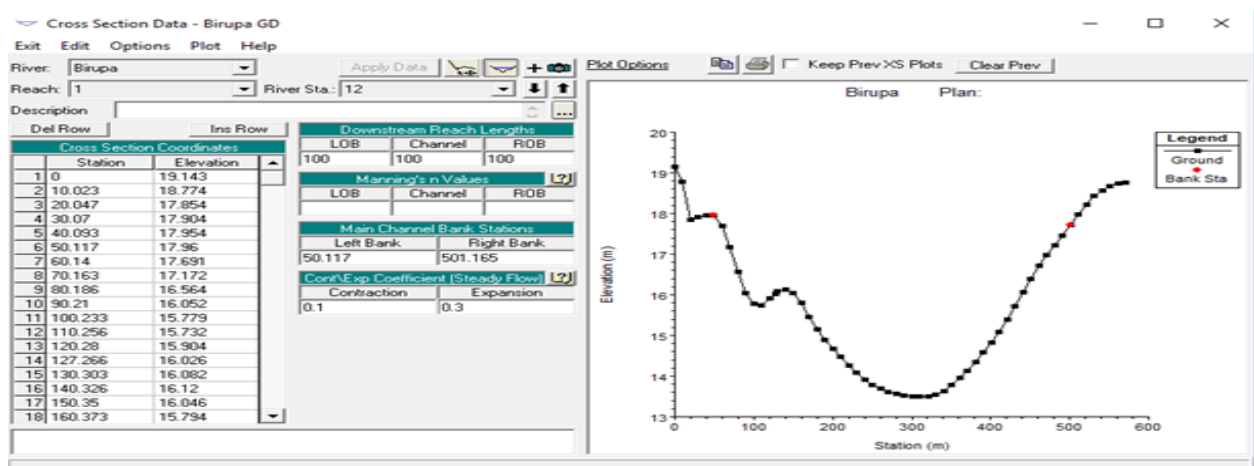 Cross Section Data - Birupa GD
Exit Edit Options Plot Help
River: Birupa Apply Data
Reach: 1 River Sta.: 12
Description ...
Del Row Ins Row
Cross Section Coordinates
Station Elevation
1 0 19.143
2 10.023 18.774
3 20.047 17.854
4 30.07 17.904
5 40.093 17.954
6 50.117 17.96
7 60.14 17.691
8 70.163 17.172
9 80.186 16.564
10 90.21 16.052
11 100.233 15.779
12 110.256 15.732
13 120.28 15.904
14 127.266 16.026
15 130.303 16.082
16 140.326 16.12
17 150.35 16.046
18 160.373 15.794
Downstream Reach Lengths
LOB Channel ROB
100 100 100
Manning's n Values ?
LOB Channel ROB
Main Channel Bank Stations
Left Bank Right Bank
50.117 501.165
Cont\Exp Coefficient (Steady Flow) ?
Contraction Expansion
0.1 0.3
Plot Options Keep Prev XS Plots Clear Prev
Birupa Plan:
Legend
Ground
Bank Sta
Elevation (m)
20
19
18
17
16
15
14
13
0 100 200 300 400 500 600
Station (m)